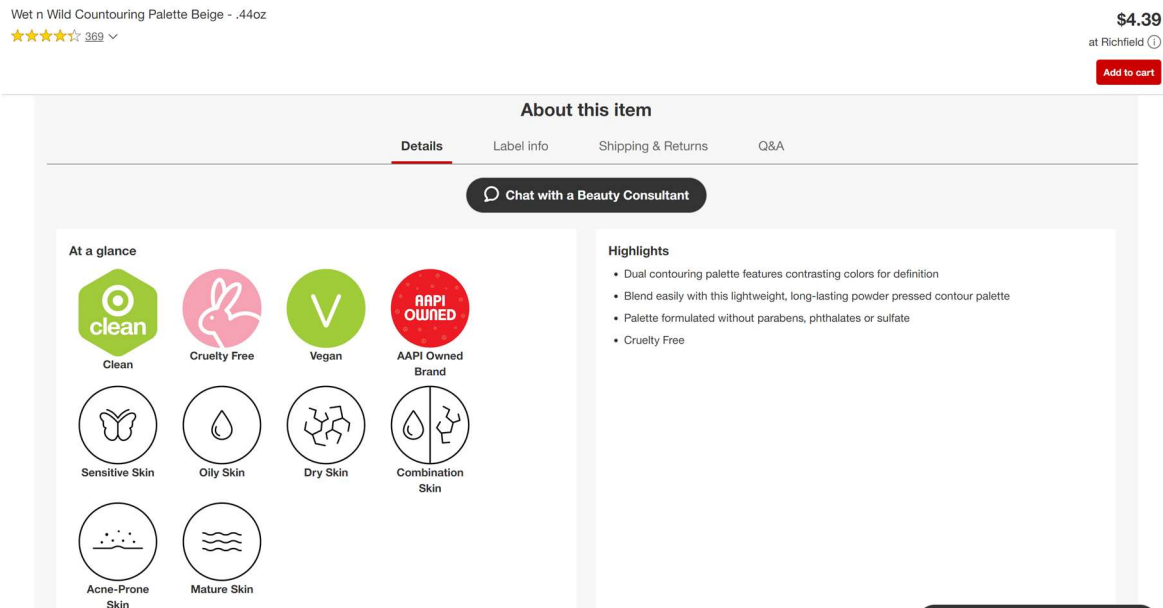 Wet n Wild Countouring Palette Beige - .44oz
369
$4.39
at Richfield
Add to cart
About this item
Details
Label info
Shipping & Returns
Q&A
Chat with a Beauty Consultant
At a glance
clean
Clean
Cruelty Free
V
Vegan
AAPI
OWNED
AAPI Owned
Brand
Sensitive Skin
Oily Skin
Dry Skin
Combination
Skin
Acne-Prone
Skin
Mature Skin
Highlights
• Dual contouring palette features contrasting colors for definition
• Blend easily with this lightweight, long-lasting powder pressed contour palette
• Palette formulated without parabens, phthalates or sulfate
• Cruelty Free